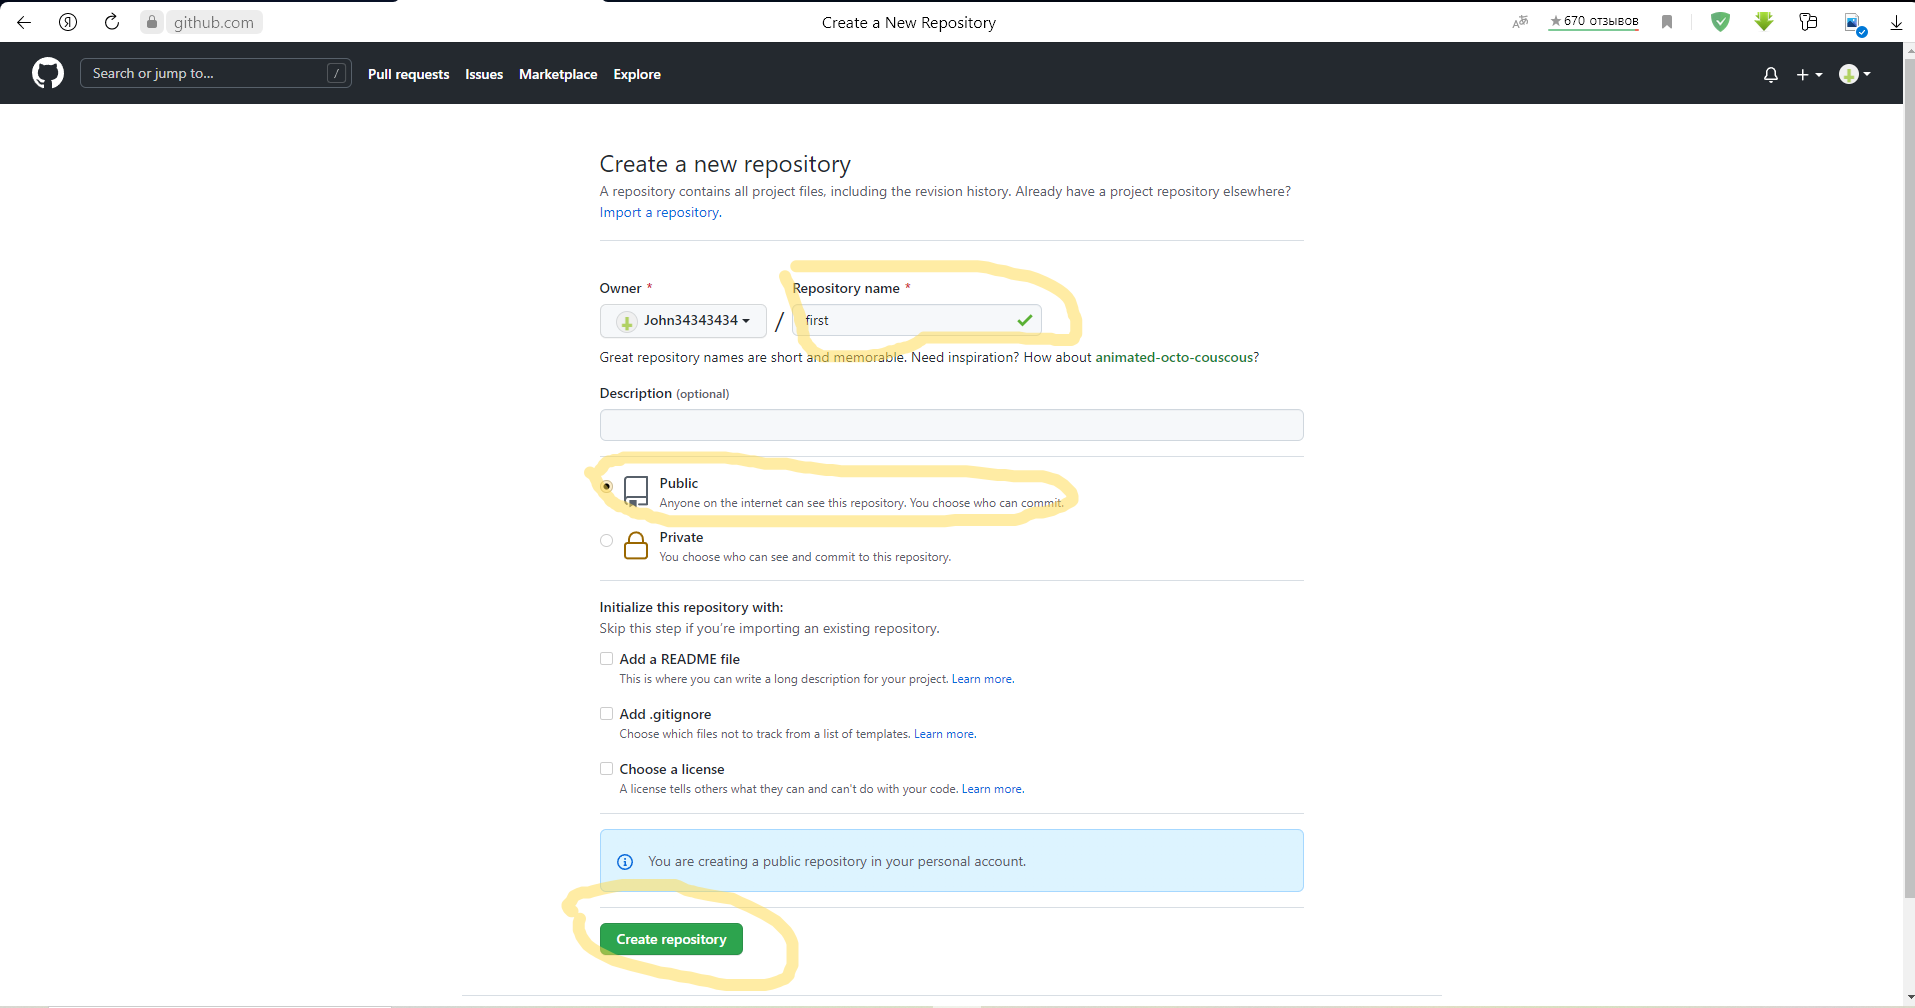 github.com
Create a New Repository
★670 отзывов
Search or jump to...
/
Pull requests
Issues
Marketplace
Explore
Create a new repository
A repository contains all project files, including the revision history. Already have a project repository elsewhere?
Import a repository.
Owner *
Repository name *
John34343434
/
first
Great repository names are short and memorable. Need inspiration? How about animated-octo-couscous?
Description (optional)
Public
Anyone on the internet can see this repository. You choose who can commit.
Private
You choose who can see and commit to this repository.
Initialize this repository with:
Skip this step if you're importing an existing repository.
Add a README file
This is where you can write a long description for your project. Learn more.
Add .gitignore
Choose which files not to track from a list of templates. Learn more.
Choose a license
A license tells others what they can and can't do with your code. Learn more.
You are creating a public repository in your personal account.
Create repository